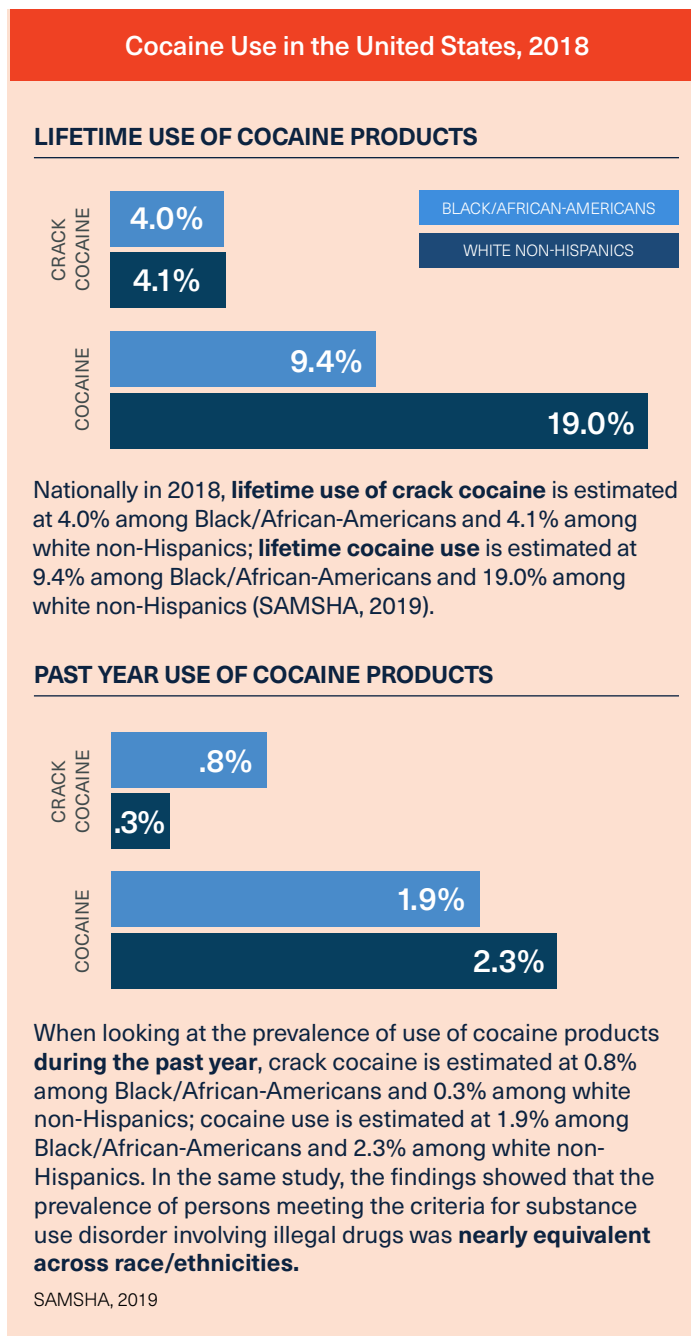 Cocaine Use in the United States, 2018
LIFETIME USE OF COCAINE PRODUCTS
CRACK
COCAINE
4.0%
4.1%
BLACK/AFRICAN-AMERICANS
WHITE NON-HISPANICS
COCAINE
9.4%
19.0%
Nationally in 2018, lifetime use of crack cocaine is estimated
at 4.0% among Black/African-Americans and 4.1% among
white non-Hispanics; lifetime cocaine use is estimated at
9.4% among Black/African-Americans and 19.0% among
white non-Hispanics (SAMSHA, 2019).
PAST YEAR USE OF COCAINE PRODUCTS
CRACK
COCAINE
.8%
.3%
COCAINE
1.9%
2.3%
When looking at the prevalence of use of cocaine products
during the past year, crack cocaine is estimated at 0.8%
among Black/African-Americans and 0.3% among white
non-Hispanics; cocaine use is estimated at 1.9% among
Black/African-Americans and 2.3% among white non-
Hispanics. In the same study, the findings showed that the
prevalence of persons meeting the criteria for substance
use disorder involving illegal drugs was nearly equivalent
across race/ethnicities.
SAMSHA, 2019